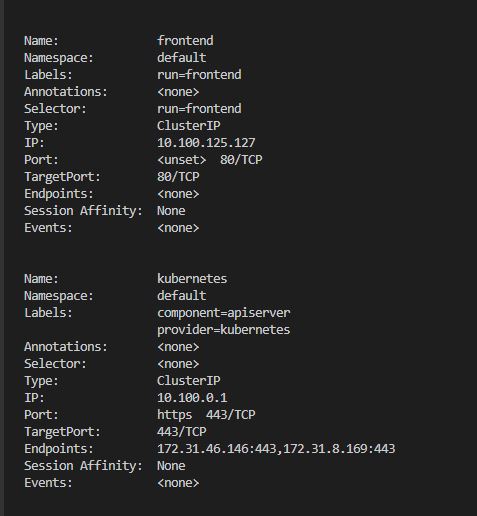 Name:              frontend
Namespace:         default
Labels:            run=frontend
Annotations:       <none>
Selector:          run=frontend
Type:              ClusterIP
IP:                10.100.125.127
Port:              <unset>  80/TCP
TargetPort:        80/TCP
Endpoints:         <none>
Session Affinity:  None
Events:            <none>
Name:              kubernetes
Namespace:         default
Labels:            component=apiserver
                   provider=kubernetes
Annotations:       <none>
Selector:          <none>
Type:              ClusterIP
IP:                10.100.0.1
Port:              https  443/TCP
TargetPort:        443/TCP
Endpoints:         172.31.46.146:443,172.31.8.169:443
Session Affinity:  None
Events:            <none>